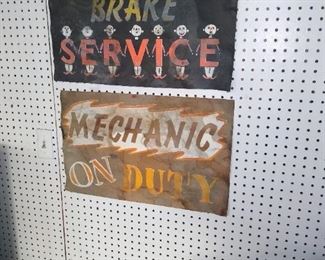 BRAKE
SERVICE
MECHANIC
ON DUTY